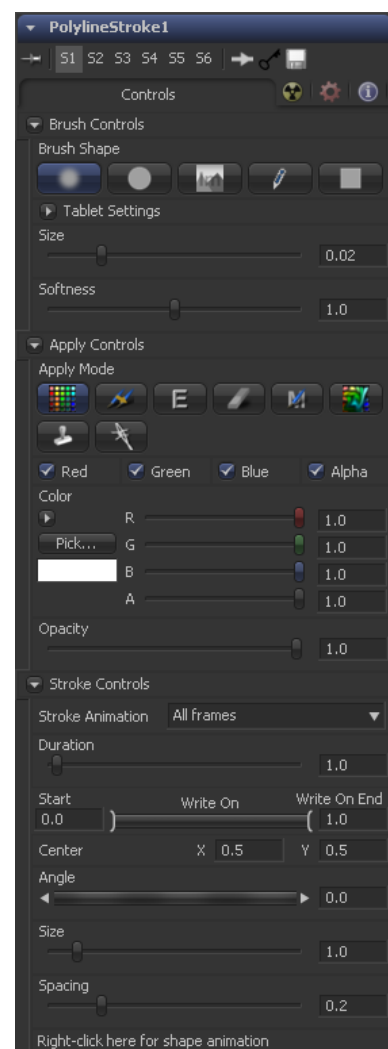 PolylineStroke1
S1 S2 S3 S4 S5 S6
Controls
Brush Controls
Brush Shape
Tablet Settings
Size
0.02
Softness
1.0
Apply Controls
Apply Mode
E M
Red Green Blue Alpha
Color
R 1.0
Pick... G 1.0
B 1.0
A 1.0
Opacity
1.0
Stroke Controls
Stroke Animation All frames
Duration
1.0
Start Write On Write On End
0.0 1.0
Center X 0.5 Y 0.5
Angle
0.0
Size
1.0
Spacing
0.2
Right-click here for shape animation